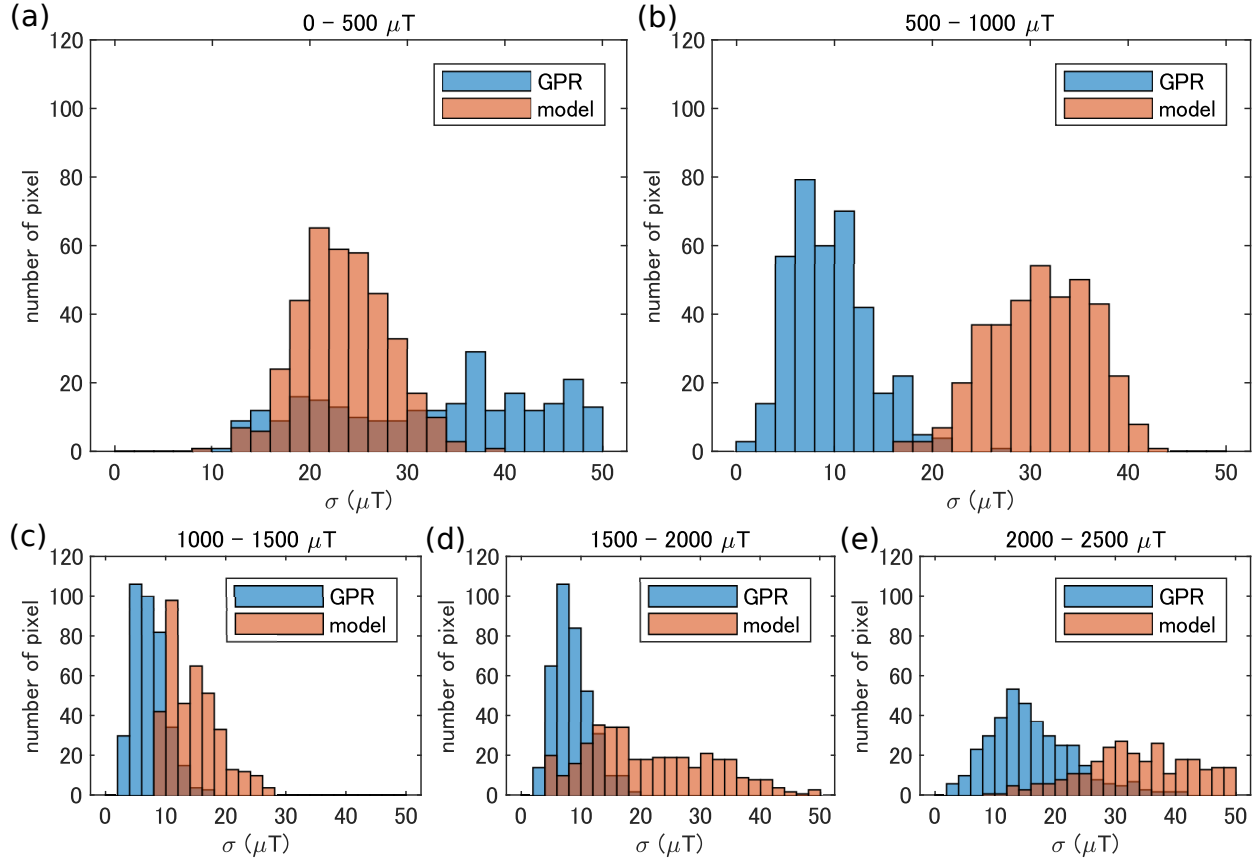 (a)
0 – 500 μT
120
100
80
60
40
20
0
number of pixel
GPR
model
0
10
20
30
40
50
σ (μT)
(b)
500 – 1000 μT
120
100
80
60
40
20
0
number of pixel
GPR
model
0
10
20
30
40
50
σ (μT)
(c)
1000 – 1500 μT
120
100
80
60
40
20
0
number of pixel
GPR
model
0
10
20
30
40
50
σ (μT)
(d)
1500 – 2000 μT
120
100
80
60
40
20
0
number of pixel
GPR
model
0
10
20
30
40
50
σ (μT)
(e)
2000 – 2500 μT
120
100
80
60
40
20
0
number of pixel
GPR
model
0
10
20
30
40
50
σ (μT)